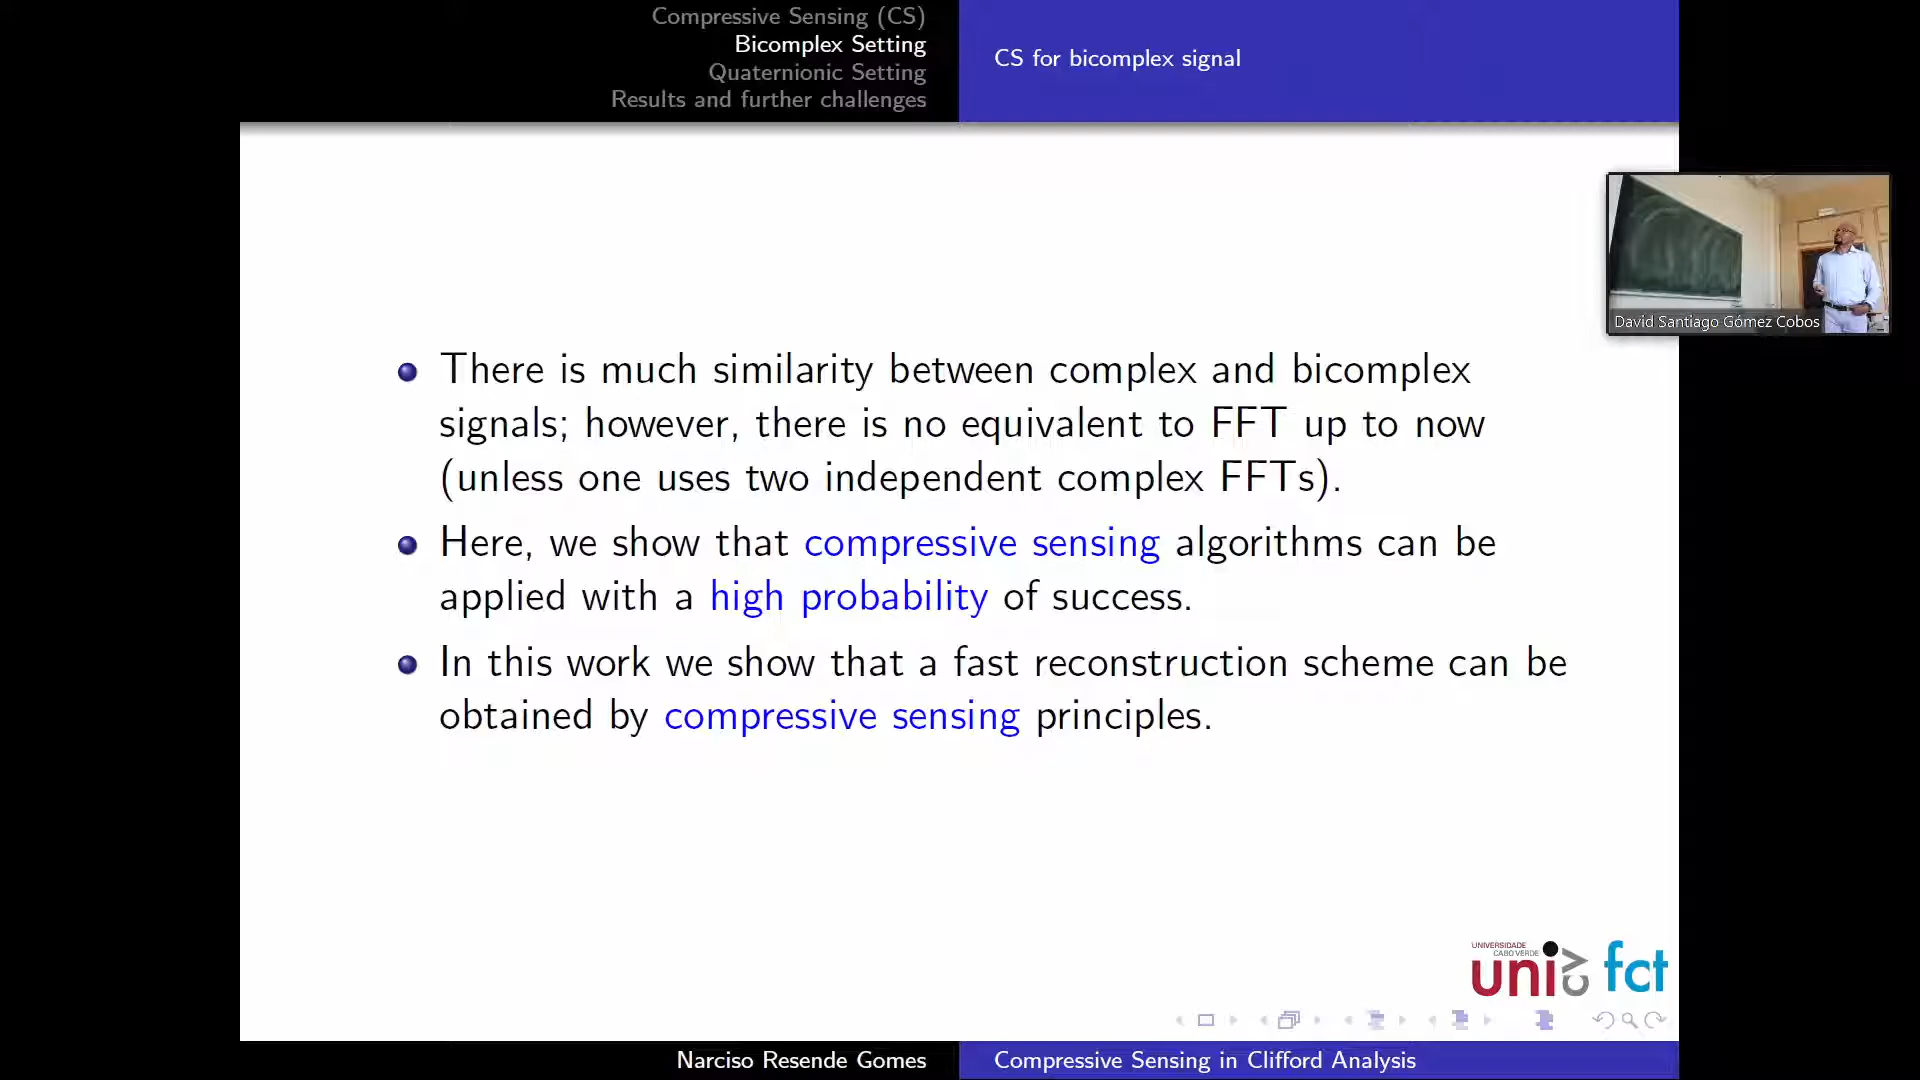 Compressive Sensing (CS)
Bicomplex Setting
Quaternionic Setting
Results and further challenges
CS for bicomplex signal
David Santiago Gómez Cobos
There is much similarity between complex and bicomplex
signals; however, there is no equivalent to FFT up to now
(unless one uses two independent complex FFTs).
Here, we show that compressive sensing algorithms can be
applied with a high probability of success.
In this work we show that a fast reconstruction scheme can be
obtained by compressive sensing principles.
UNIVERSIDADE
CABO VERDE
uni
cv
fct
Narciso Resende Gomes
Compressive Sensing in Clifford Analysis